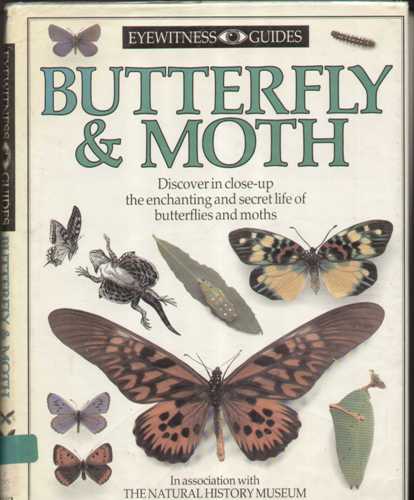 EYEWITNESS GUIDES
BUTTERFLY
& MOTH
Discover in close-up
the enchanting and secret life of
butterflies and moths
In association with
THE NATURAL HISTORY MUSEUM
EYEWITNESS GUIDES
BUTTERFLY & MOTH